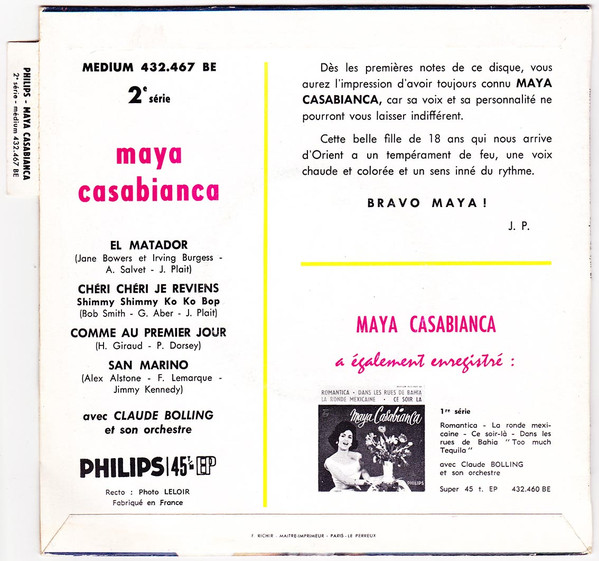 PHILIPS - MAYA CASABIANCA
2e série - médium 432.467 BE
MEDIUM 432.467 BE
2e série
maya
casabianca
EL MATADOR
(Jane Bowers et Irving Burgess -
A. Salvet - J. Plait)
CHÉRI CHÉRI JE REVIENS
Shimmy Shimmy Ko Ko Bop
(Bob Smith - G. Aber - J. Plait)
COMME AU PREMIER JOUR
(H. Giraud - P. Dorsey)
SAN MARINO
(Alex Alstone - F. Lemarque -
Jimmy Kennedy)
avec CLAUDE BOLLING
et son orchestre
PHILIPS 45t. EP
Recto : Photo LELOIR
Fabriqué en France
Dès les premières notes de ce disque, vous
aurez l'impression d'avoir toujours connu MAYA
CASABIANCA, car sa voix et sa personnalité ne
pourront vous laisser indifférent.
Cette belle fille de 18 ans qui nous arrive
d'Orient a un tempérament de feu, une voix
chaude et colorée et un sens inné du rythme.
BRAVO MAYA !
J. P.
MAYA CASABIANCA
a également enregistré :
ROMANTICA - DANS LES RUES DE BAHIA
LA RONDE MEXICAINE - CE SOIR LA
Maya Casabianca
PHILIPS
1re série
Romantica - La ronde mexi-
caine - Ce soir-là - Dans les
rues de Bahia "Too much
Tequila"
avec Claude BOLLING
et son orchestre
Super 45 t. EP 432.460 BE
F. RICHIR - MAITRE-IMPRIMEUR - PARIS - LE PERREUX